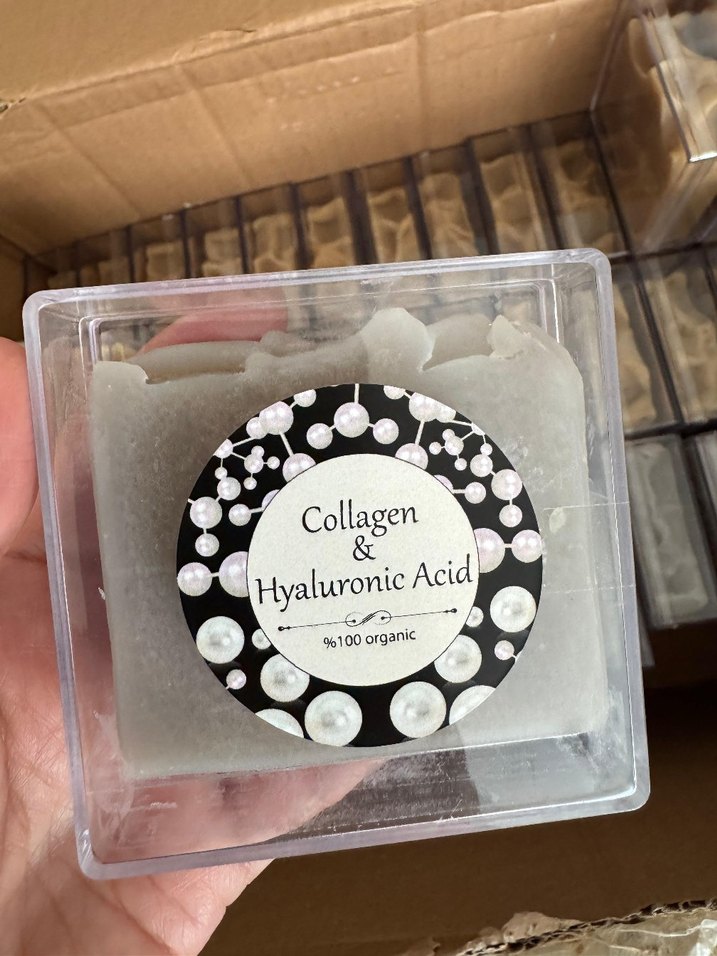 Collagen
&
Hyaluronic Acid
%100 organic